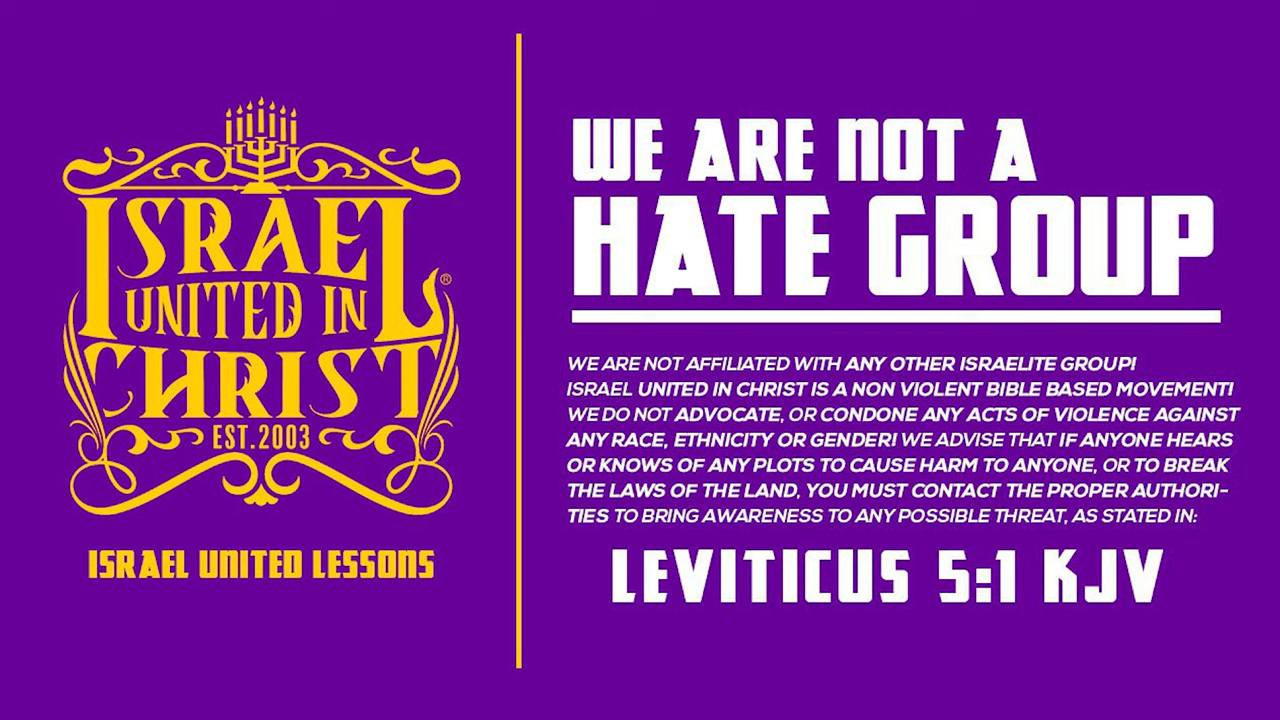 ISRAEL
UNITED IN
CHRIST
®
EST.2003
ISRAEL UNITED LESSONS
WE ARE NOT A
HATE GROUP
WE ARE NOT AFFILIATED WITH ANY OTHER ISRAELITE GROUP!
ISRAEL UNITED IN CHRIST IS A NON VIOLENT BIBLE BASED MOVEMENT!
WE DO NOT ADVOCATE, OR CONDONE ANY ACTS OF VIOLENCE AGAINST
ANY RACE, ETHNICITY OR GENDER! WE ADVISE THAT IF ANYONE HEARS
OR KNOWS OF ANY PLOTS TO CAUSE HARM TO ANYONE, OR TO BREAK
THE LAWS OF THE LAND, YOU MUST CONTACT THE PROPER AUTHORI-
TIES TO BRING AWARENESS TO ANY POSSIBLE THREAT, AS STATED IN:
LEVITICUS 5:1 KJV